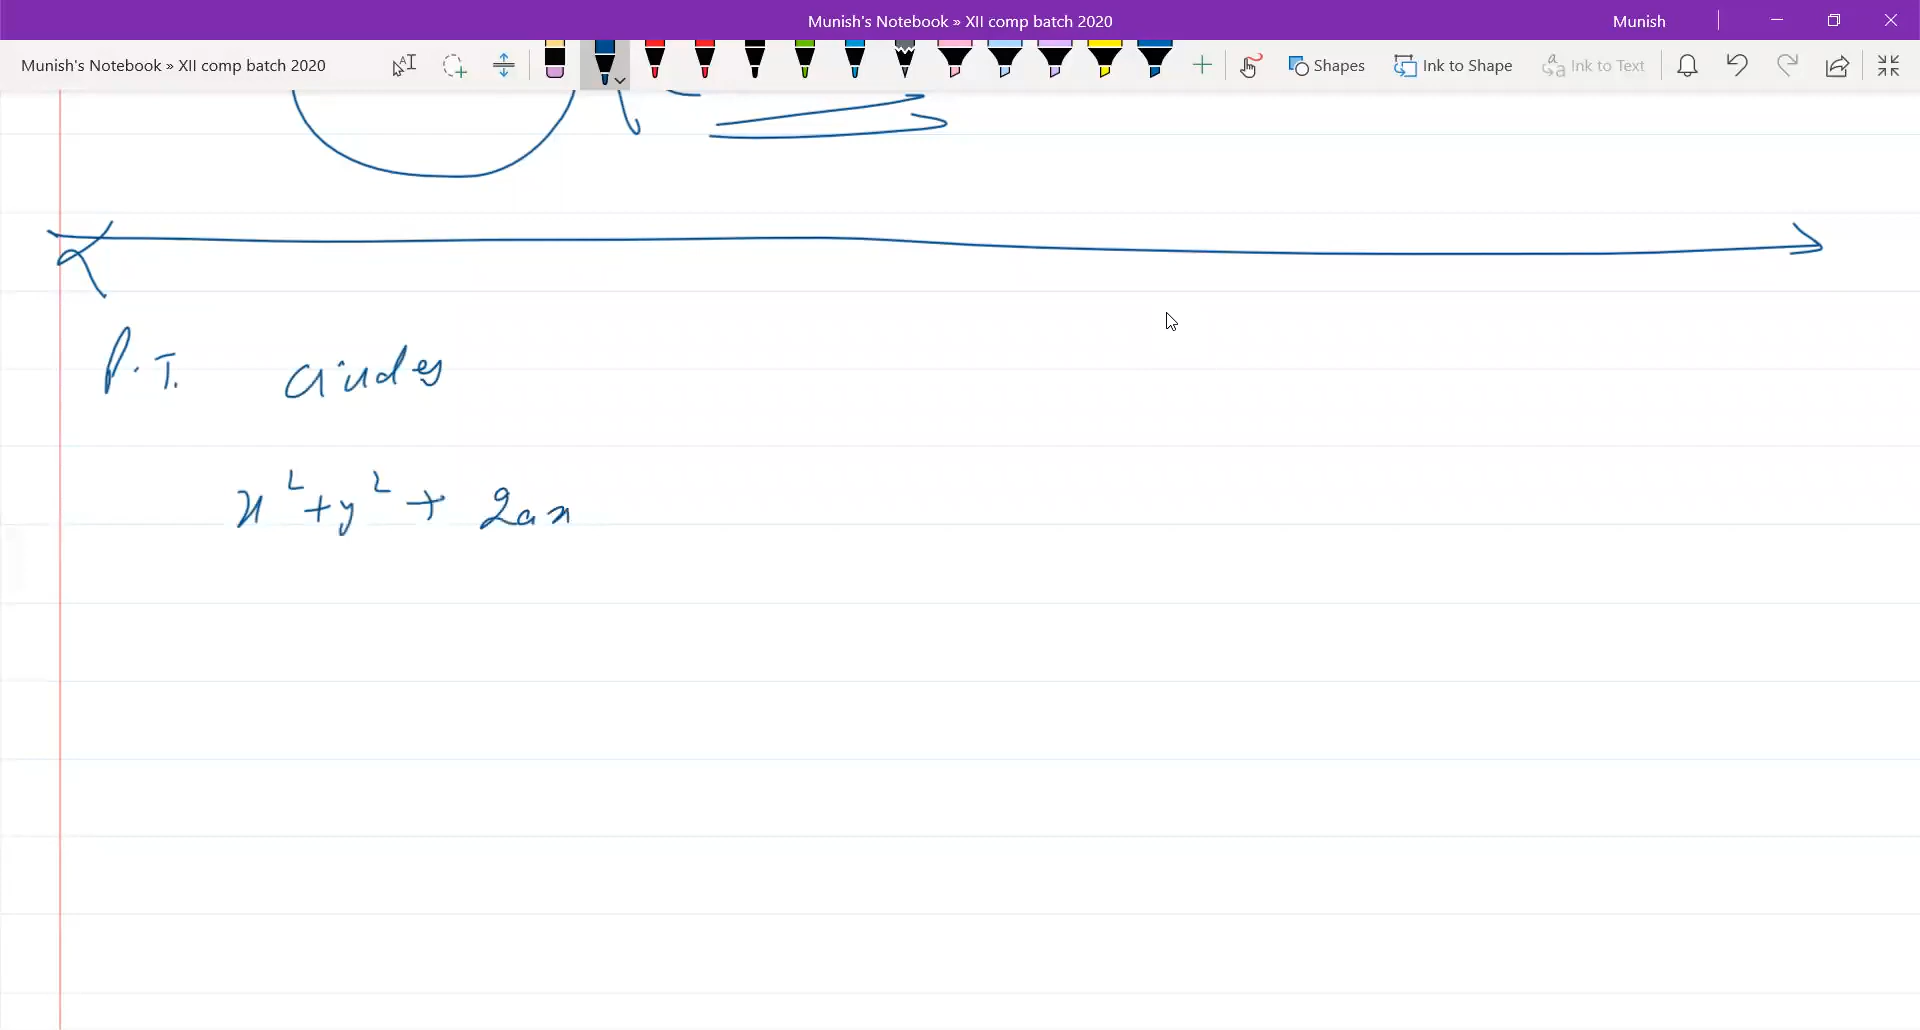 Munish's Notebook » XII comp batch 2020
Munish
Munish's Notebook » XII comp batch 2020
Shapes
Ink to Shape
Ink to Text
P.T. Circles
x² + y² + 2ax